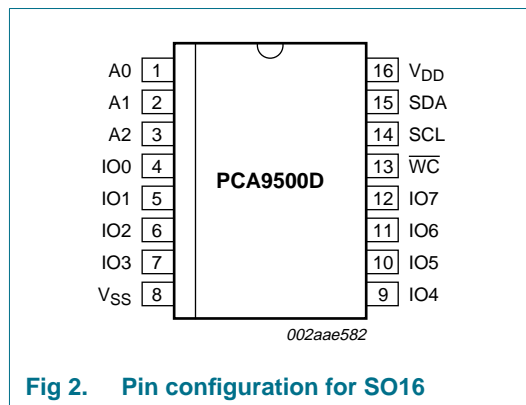 A0 1 16 VDD
A1 2 15 SDA
A2 3 14 SCL
IO0 4 13 W̅C̅
IO1 5 PCA9500D 12 IO7
IO2 6 11 IO6
IO3 7 10 IO5
VSS 8 9 IO4
002aae582
Fig 2. Pin configuration for SO16